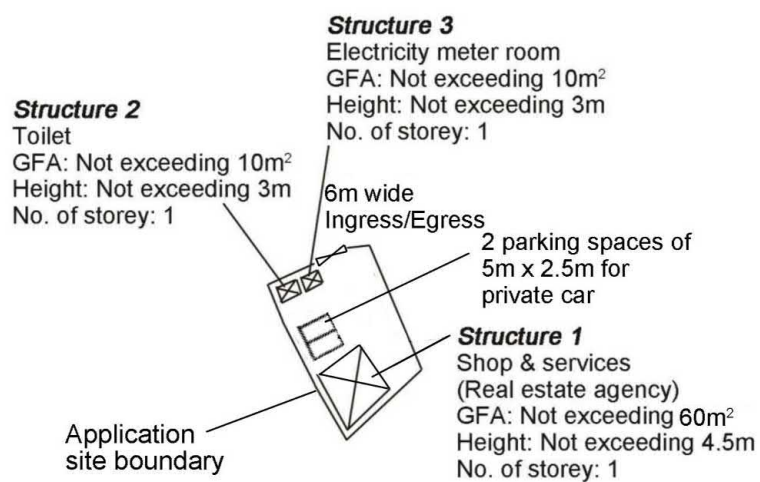 Structure 3
Electricity meter room
GFA: Not exceeding 10m²
Height: Not exceeding 3m
No. of storey: 1
Structure 2
Toilet
GFA: Not exceeding 10m²
Height: Not exceeding 3m
No. of storey: 1
6m wide
Ingress/Egress
2 parking spaces of
5m x 2.5m for
private car
Structure 1
Shop & services
(Real estate agency)
GFA: Not exceeding 60m²
Height: Not exceeding 4.5m
No. of storey: 1
Application
site boundary